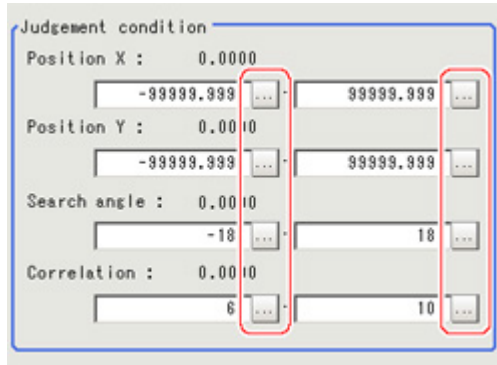 Judgement condition
Position X : 0.0000
-99999.999 ... - 99999.999 ...
Position Y : 0.0000
-99999.999 ... - 99999.999 ...
Search angle : 0.0000
-18 ... - 18 ...
Correlation : 0.0000
6 ... - 10 ...